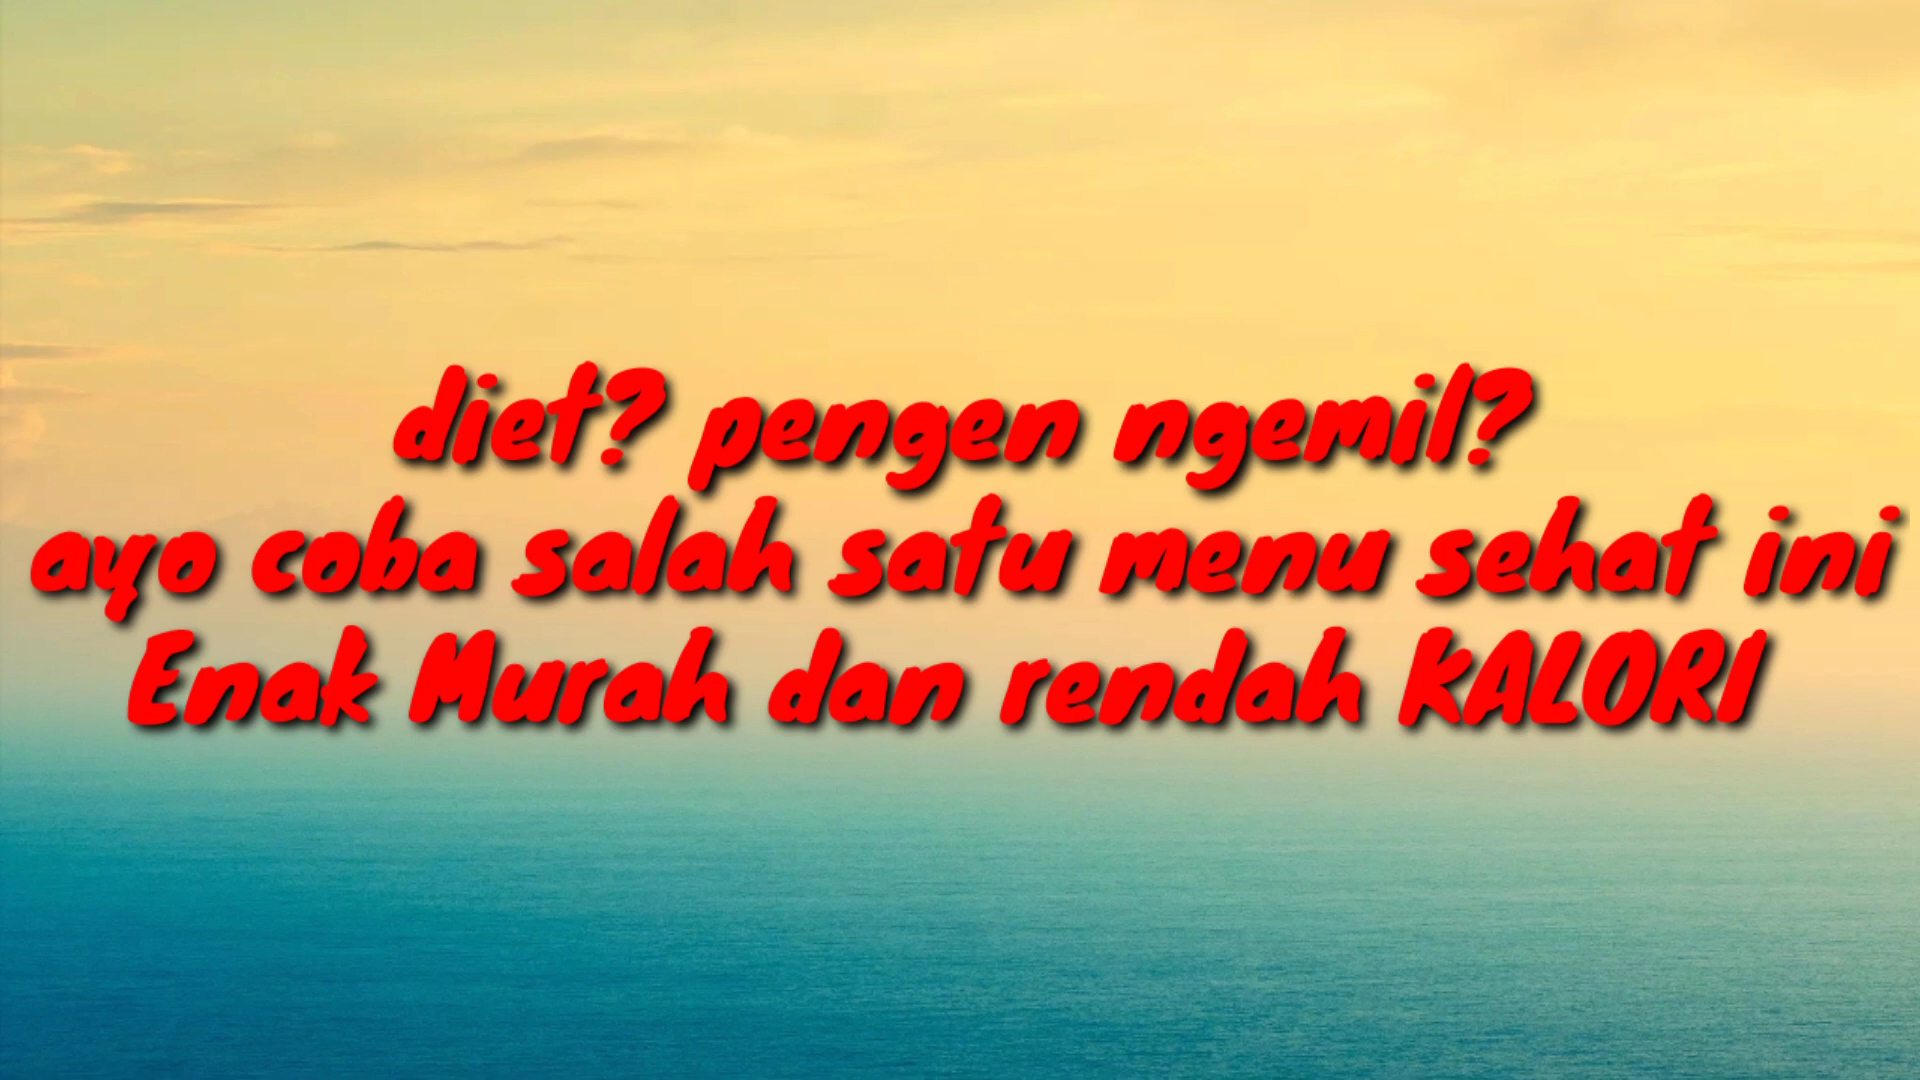 diet? pengen ngemil?
ayo coba salah satu menu sehat ini
Enak Murah dan rendah KALORI